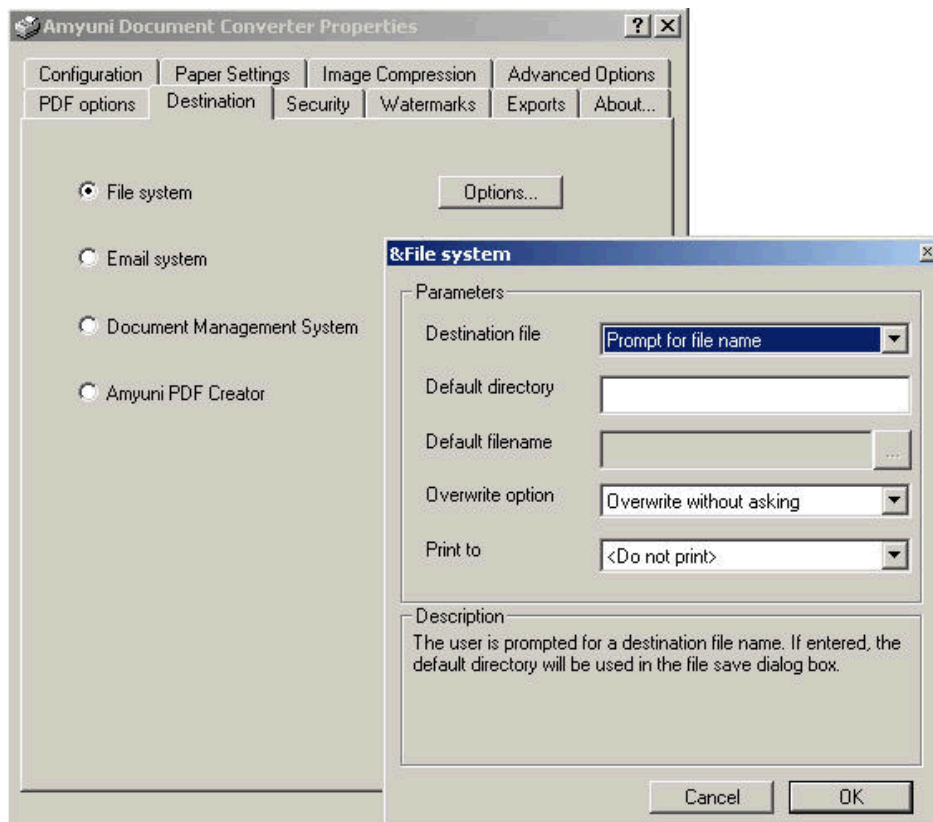 Amyuni Document Converter Properties
Configuration Paper Settings Image Compression Advanced Options
PDF options Destination Security Watermarks Exports About...
File system Options...
Email system
Document Management System
Amyuni PDF Creator
&File system
Parameters
Destination file Prompt for file name
Default directory
Default filename ...
Overwrite option Overwrite without asking
Print to <Do not print>
Description
The user is prompted for a destination file name. If entered, the
default directory will be used in the file save dialog box.
Cancel OK